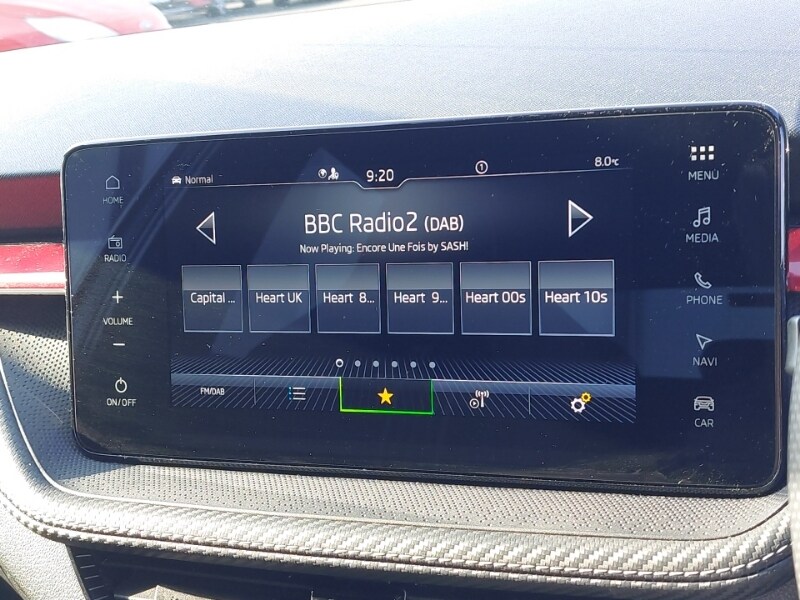 Normal
9:20
1
8.0°C
HOME
RADIO
+
VOLUME
−
ON/OFF
BBC Radio2 (DAB)
Now Playing: Encore Une Fois by SASH!
Capital ...
Heart UK
Heart 8...
Heart 9...
Heart 00s
Heart 10s
FM/DAB
MENU
MEDIA
PHONE
NAVI
CAR